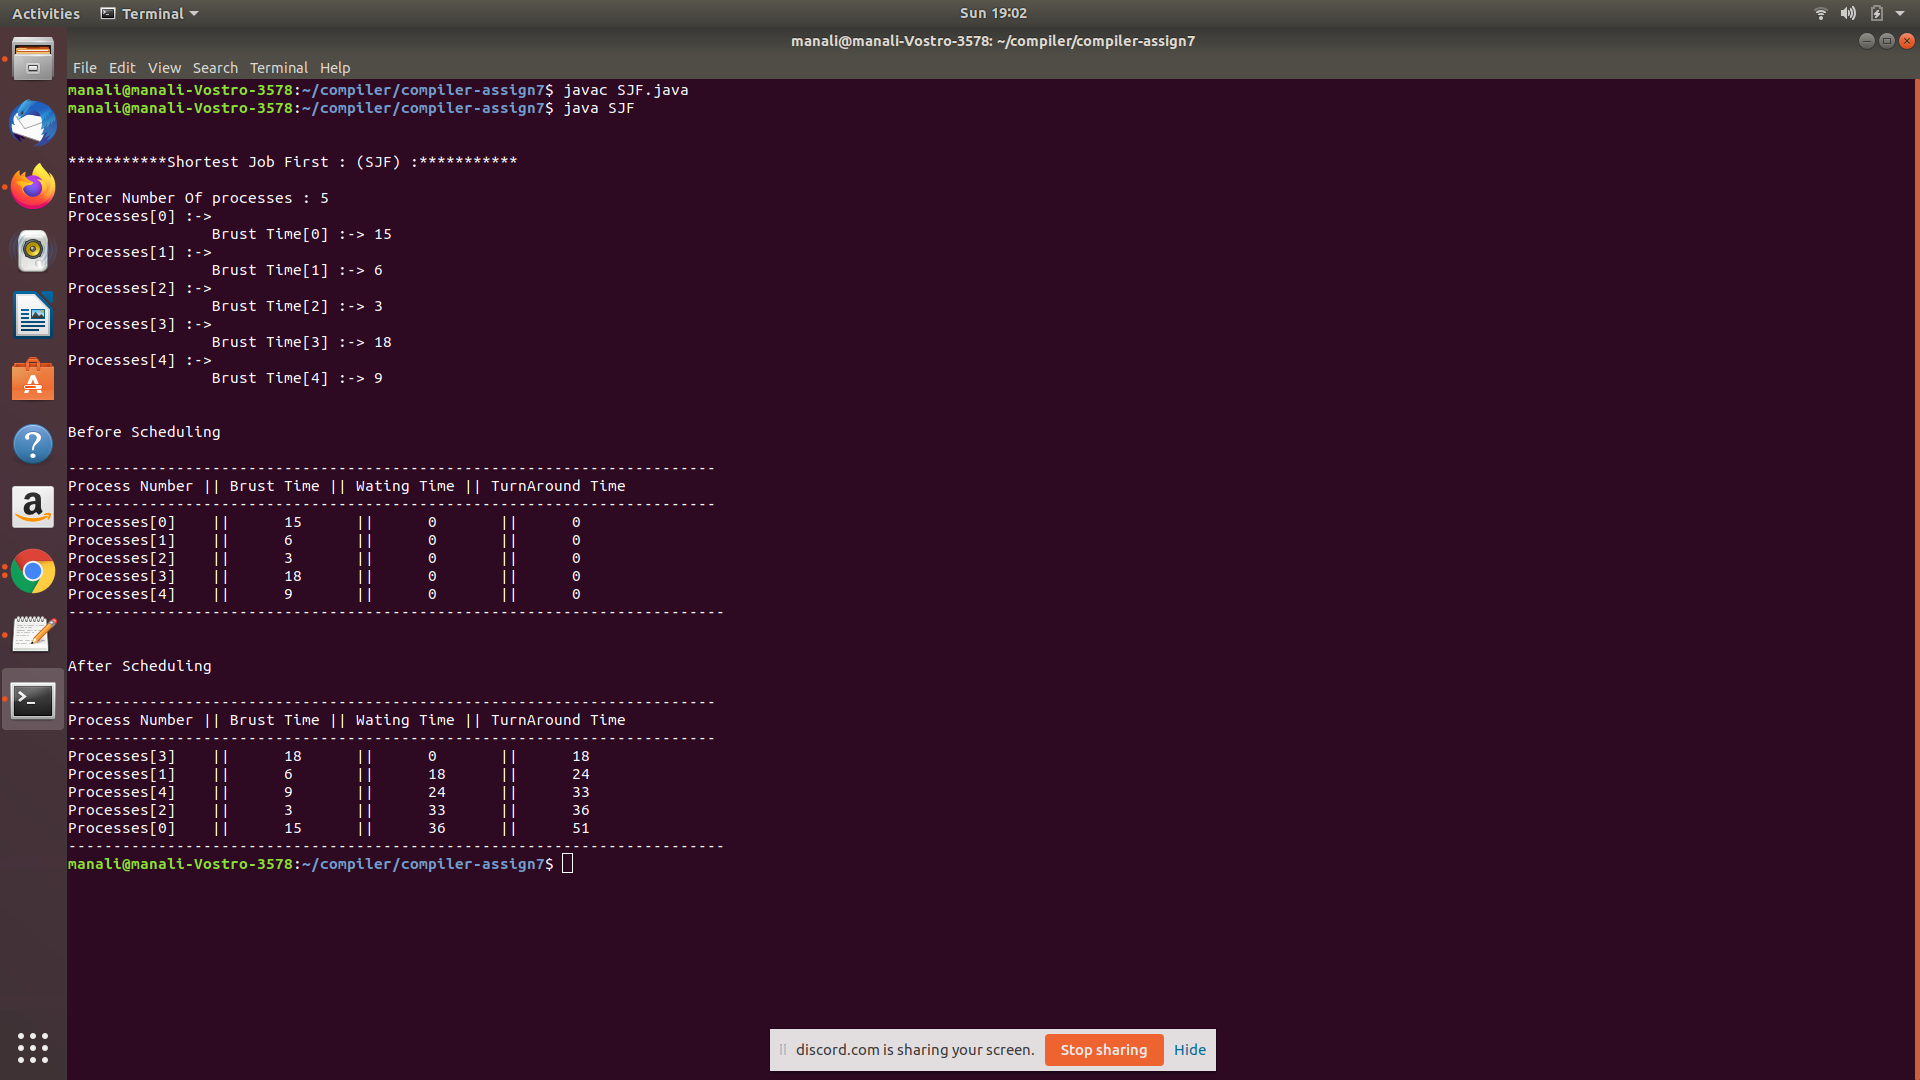 Activities Terminal Sun 19:02
manali@manali-Vostro-3578: ~/compiler/compiler-assign7
File Edit View Search Terminal Help
manali@manali-Vostro-3578:~/compiler/compiler-assign7$ javac SJF.java
manali@manali-Vostro-3578:~/compiler/compiler-assign7$ java SJF
***********Shortest Job First : (SJF) :***********
Enter Number Of processes : 5
Processes[0] :->
Brust Time[0] :-> 15
Processes[1] :->
Brust Time[1] :-> 6
Processes[2] :->
Brust Time[2] :-> 3
Processes[3] :->
Brust Time[3] :-> 18
Processes[4] :->
Brust Time[4] :-> 9
Before Scheduling
------------------------------------------------------------------------
Process Number || Brust Time || Wating Time || TurnAround Time
------------------------------------------------------------------------
Processes[0] || 15 || 0 || 0
Processes[1] || 6 || 0 || 0
Processes[2] || 3 || 0 || 0
Processes[3] || 18 || 0 || 0
Processes[4] || 9 || 0 || 0
-------------------------------------------------------------------------
After Scheduling
------------------------------------------------------------------------
Process Number || Brust Time || Wating Time || TurnAround Time
------------------------------------------------------------------------
Processes[3] || 18 || 0 || 18
Processes[1] || 6 || 18 || 24
Processes[4] || 9 || 24 || 33
Processes[2] || 3 || 33 || 36
Processes[0] || 15 || 36 || 51
-------------------------------------------------------------------------
manali@manali-Vostro-3578:~/compiler/compiler-assign7$
discord.com is sharing your screen. Stop sharing Hide